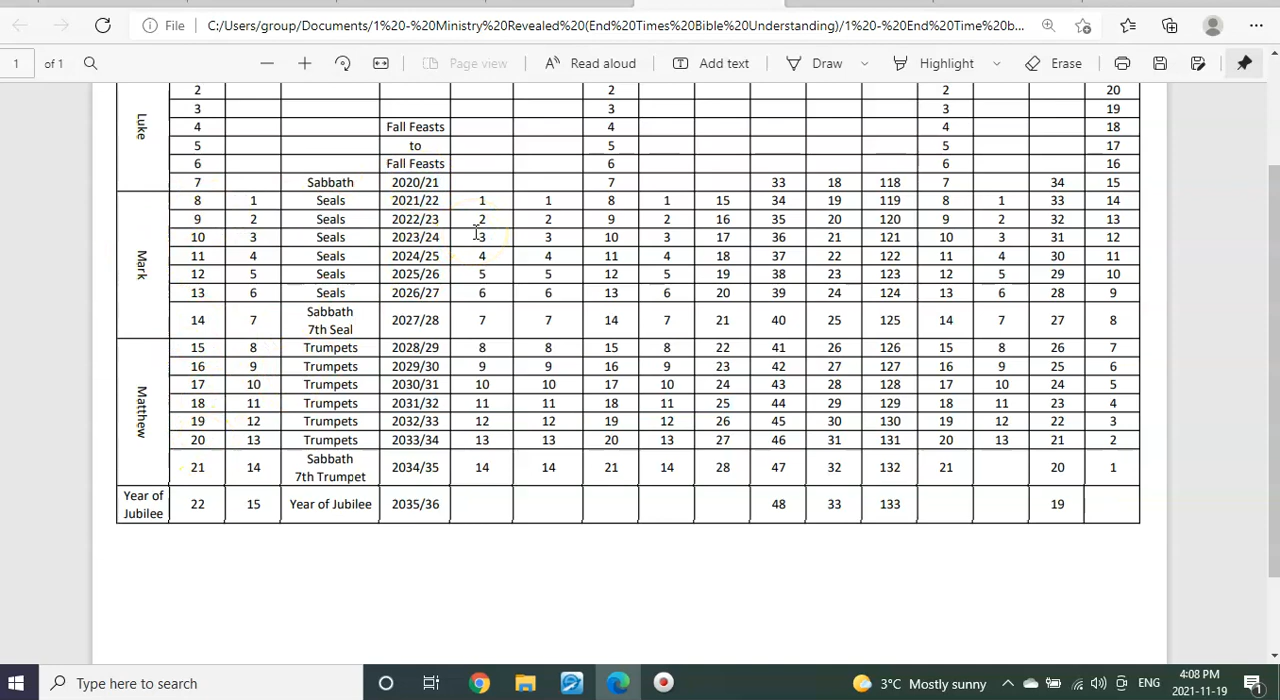 File C:/Users/group/Documents/1%20-%20Ministry%20Revealed%20(End%20Times%20Bible%20Understanding)/1%20-%20End%20Time%20b...
1 of 1 Page view Read aloud Add text Draw Highlight Erase
Luke
2 2 2 20
3 3 3 19
4 Fall Feasts 4 4 18
5 to 5 5 17
6 Fall Feasts 6 6 16
7 Sabbath 2020/21 7 33 18 118 7 34 15
Mark
8 1 Seals 2021/22 1 1 8 1 15 34 19 119 8 1 33 14
9 2 Seals 2022/23 2 2 9 2 16 35 20 120 9 2 32 13
10 3 Seals 2023/24 3 3 10 3 17 36 21 121 10 3 31 12
11 4 Seals 2024/25 4 4 11 4 18 37 22 122 11 4 30 11
12 5 Seals 2025/26 5 5 12 5 19 38 23 123 12 5 29 10
13 6 Seals 2026/27 6 6 13 6 20 39 24 124 13 6 28 9
Sabbath
14 7 7th Seal 2027/28 7 7 14 7 21 40 25 125 14 7 27 8
Matthew
15 8 Trumpets 2028/29 8 8 15 8 22 41 26 126 15 8 26 7
16 9 Trumpets 2029/30 9 9 16 9 23 42 27 127 16 9 25 6
17 10 Trumpets 2030/31 10 10 17 10 24 43 28 128 17 10 24 5
18 11 Trumpets 2031/32 11 11 18 11 25 44 29 129 18 11 23 4
19 12 Trumpets 2032/33 12 12 19 12 26 45 30 130 19 12 22 3
20 13 Trumpets 2033/34 13 13 20 13 27 46 31 131 20 13 21 2
Sabbath
21 14 7th Trumpet 2034/35 14 14 21 14 28 47 32 132 21 20 1
Year of
Jubilee
22 15 Year of Jubilee 2035/36 48 33 133 19
Type here to search 3°C Mostly sunny ENG 4:08 PM
2021-11-19
1